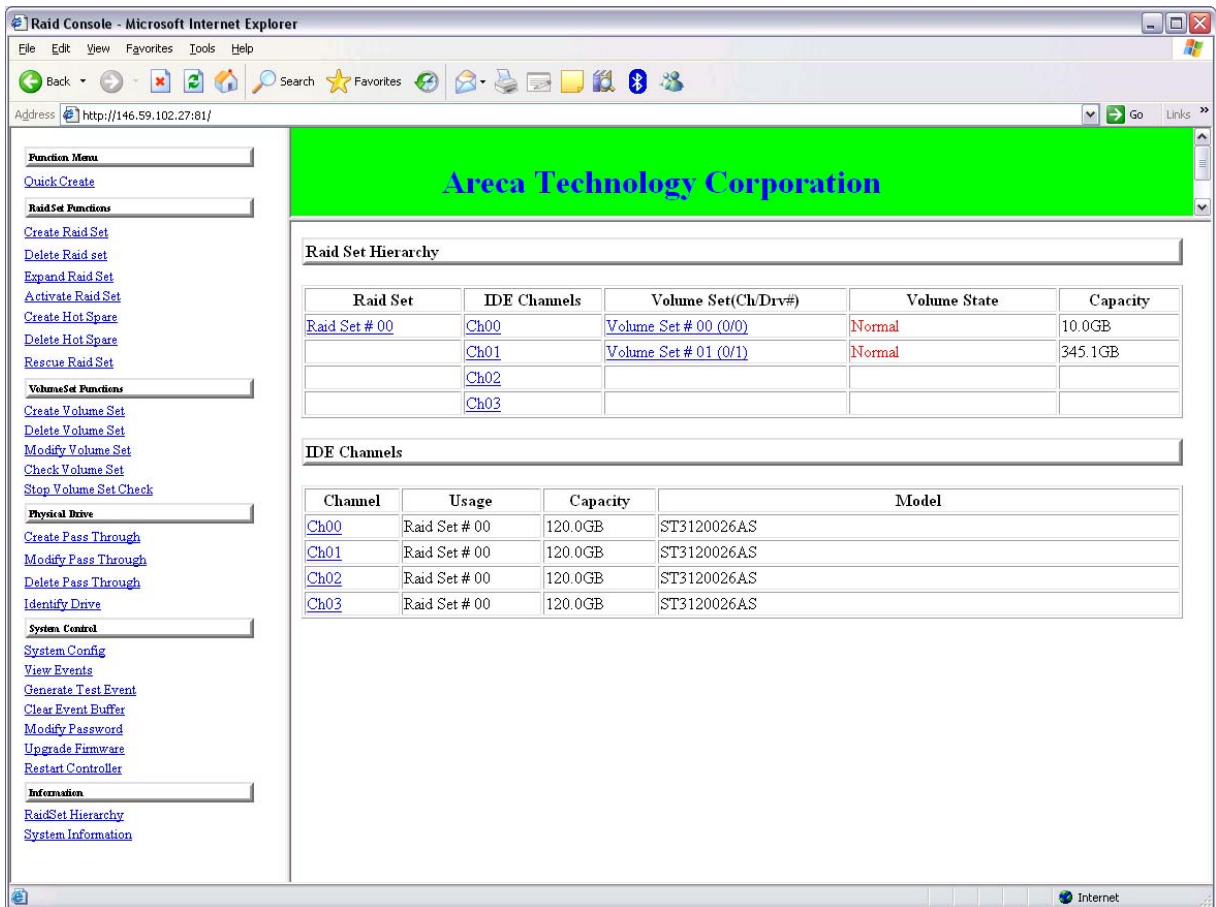 Raid Console - Microsoft Internet Explorer
File Edit View Favorites Tools Help
Back Search Favorites
Address http://146.59.102.27:81/ Go Links »
Function Menu
Quick Create
RaidSet Functions
Create Raid Set
Delete Raid set
Expand Raid Set
Activate Raid Set
Create Hot Spare
Delete Hot Spare
Rescue Raid Set
VolumeSet Functions
Create Volume Set
Delete Volume Set
Modify Volume Set
Check Volume Set
Stop Volume Set Check
Physical Drive
Create Pass Through
Modify Pass Through
Delete Pass Through
Identify Drive
System Control
System Config
View Events
Generate Test Event
Clear Event Buffer
Modify Password
Upgrade Firmware
Restart Controller
Information
RaidSet Hierarchy
System Information
Areca Technology Corporation
Raid Set Hierarchy
Raid Set IDE Channels Volume Set(Ch/Drv#) Volume State Capacity
Raid Set # 00 Ch00 Volume Set # 00 (0/0) Normal 10.0GB
Ch01 Volume Set # 01 (0/1) Normal 345.1GB
Ch02
Ch03
IDE Channels
Channel Usage Capacity Model
Ch00 Raid Set # 00 120.0GB ST3120026AS
Ch01 Raid Set # 00 120.0GB ST3120026AS
Ch02 Raid Set # 00 120.0GB ST3120026AS
Ch03 Raid Set # 00 120.0GB ST3120026AS
Internet